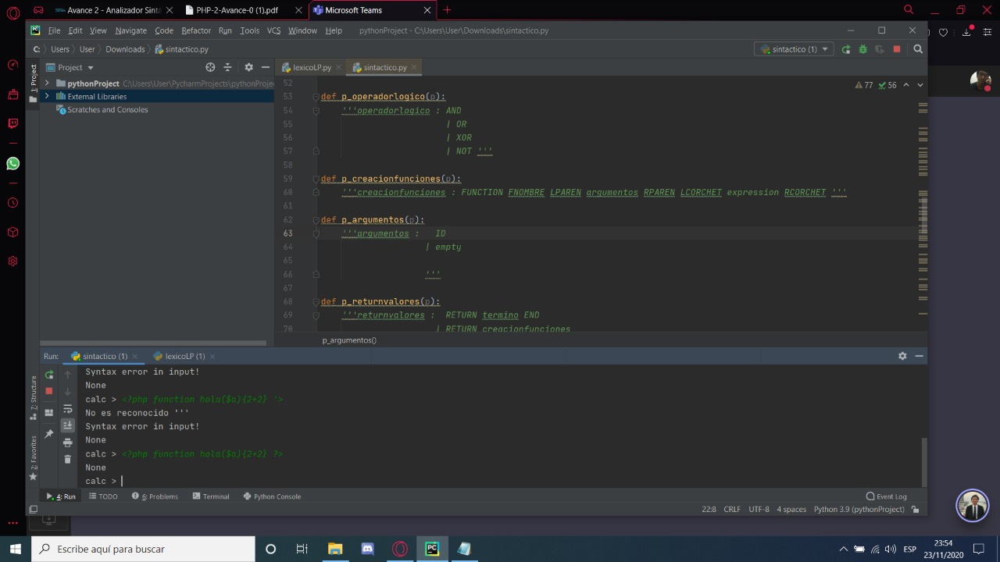 Avance 2 - Analizador Sint
PHP-2-Avance-0 (1).pdf
Microsoft Teams
File Edit View Navigate Code Refactor Run Tools VCS Window Help
pythonProject - C:\Users\User\Downloads\sintactico.py
C: Users User Downloads sintactico.py
sintactico (1)
1: Project
Project
lexicoLP.py
sintactico.py
pythonProject C:\Users\User\PycharmProjects\pythonProje
External Libraries
Scratches and Consoles
77 56
52
53 def p_operadorlogico(p):
54 '''operadorlogico : AND
55 | OR
56 | XOR
57 | NOT '''
58
59 def p_creacionfunciones(p):
60 '''creacionfunciones : FUNCTION FNOMBRE LPAREN argumentos RPAREN LCORCHET expression RCORCHET '''
61
62 def p_argumentos(p):
63 '''argumentos : ID
64 | empty
65
66 '''
67
68 def p_returnvalores(p):
69 '''returnvalores : RETURN termino END
70 | RETURN creacionfunciones
p_argumentos()
Run: sintactico (1) lexicoLP (1)
Syntax error in input!
None
calc > <?php function hola($a){2+2} '>
No es reconocido '''
Syntax error in input!
None
calc > <?php function hola($a){2+2} ?>
None
calc >
7: Structure
2: Favorites
4: Run TODO 6: Problems Terminal Python Console Event Log
22:8 CRLF UTF-8 4 spaces Python 3.9 (pythonProject)
Escribe aquí para buscar
ESP
23:54
23/11/2020